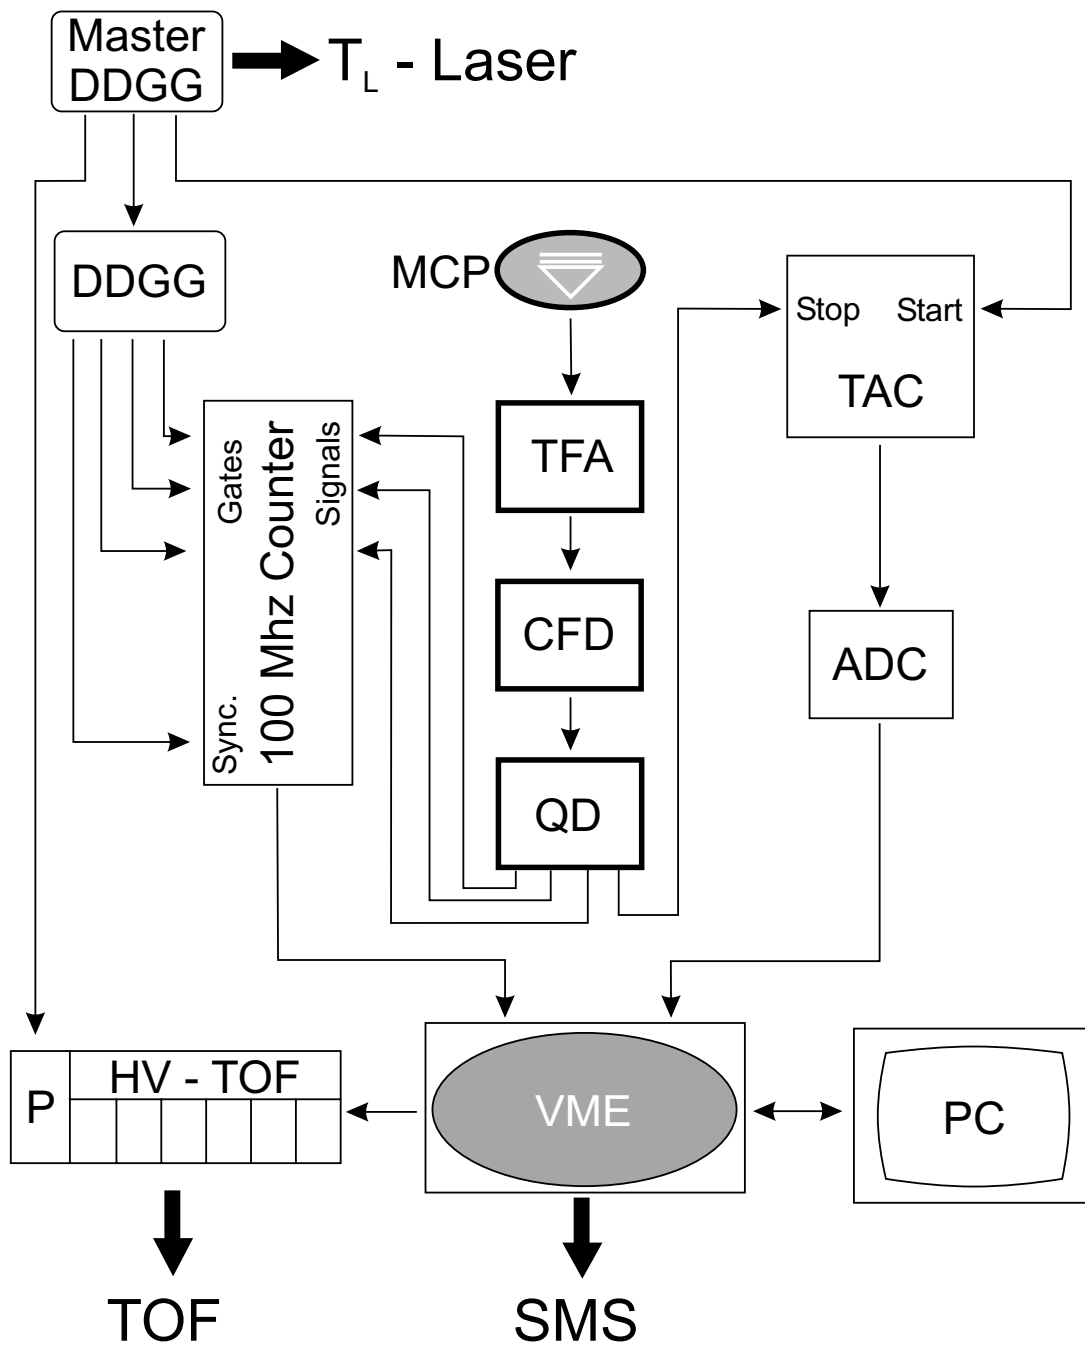 Master
DDGG
TL - Laser
DDGG
MCP
Stop
Start
TAC
TFA
Gates
100 Mhz Counter
Signals
Sync.
CFD
ADC
QD
HV - TOF
P
VME
PC
TOF
SMS